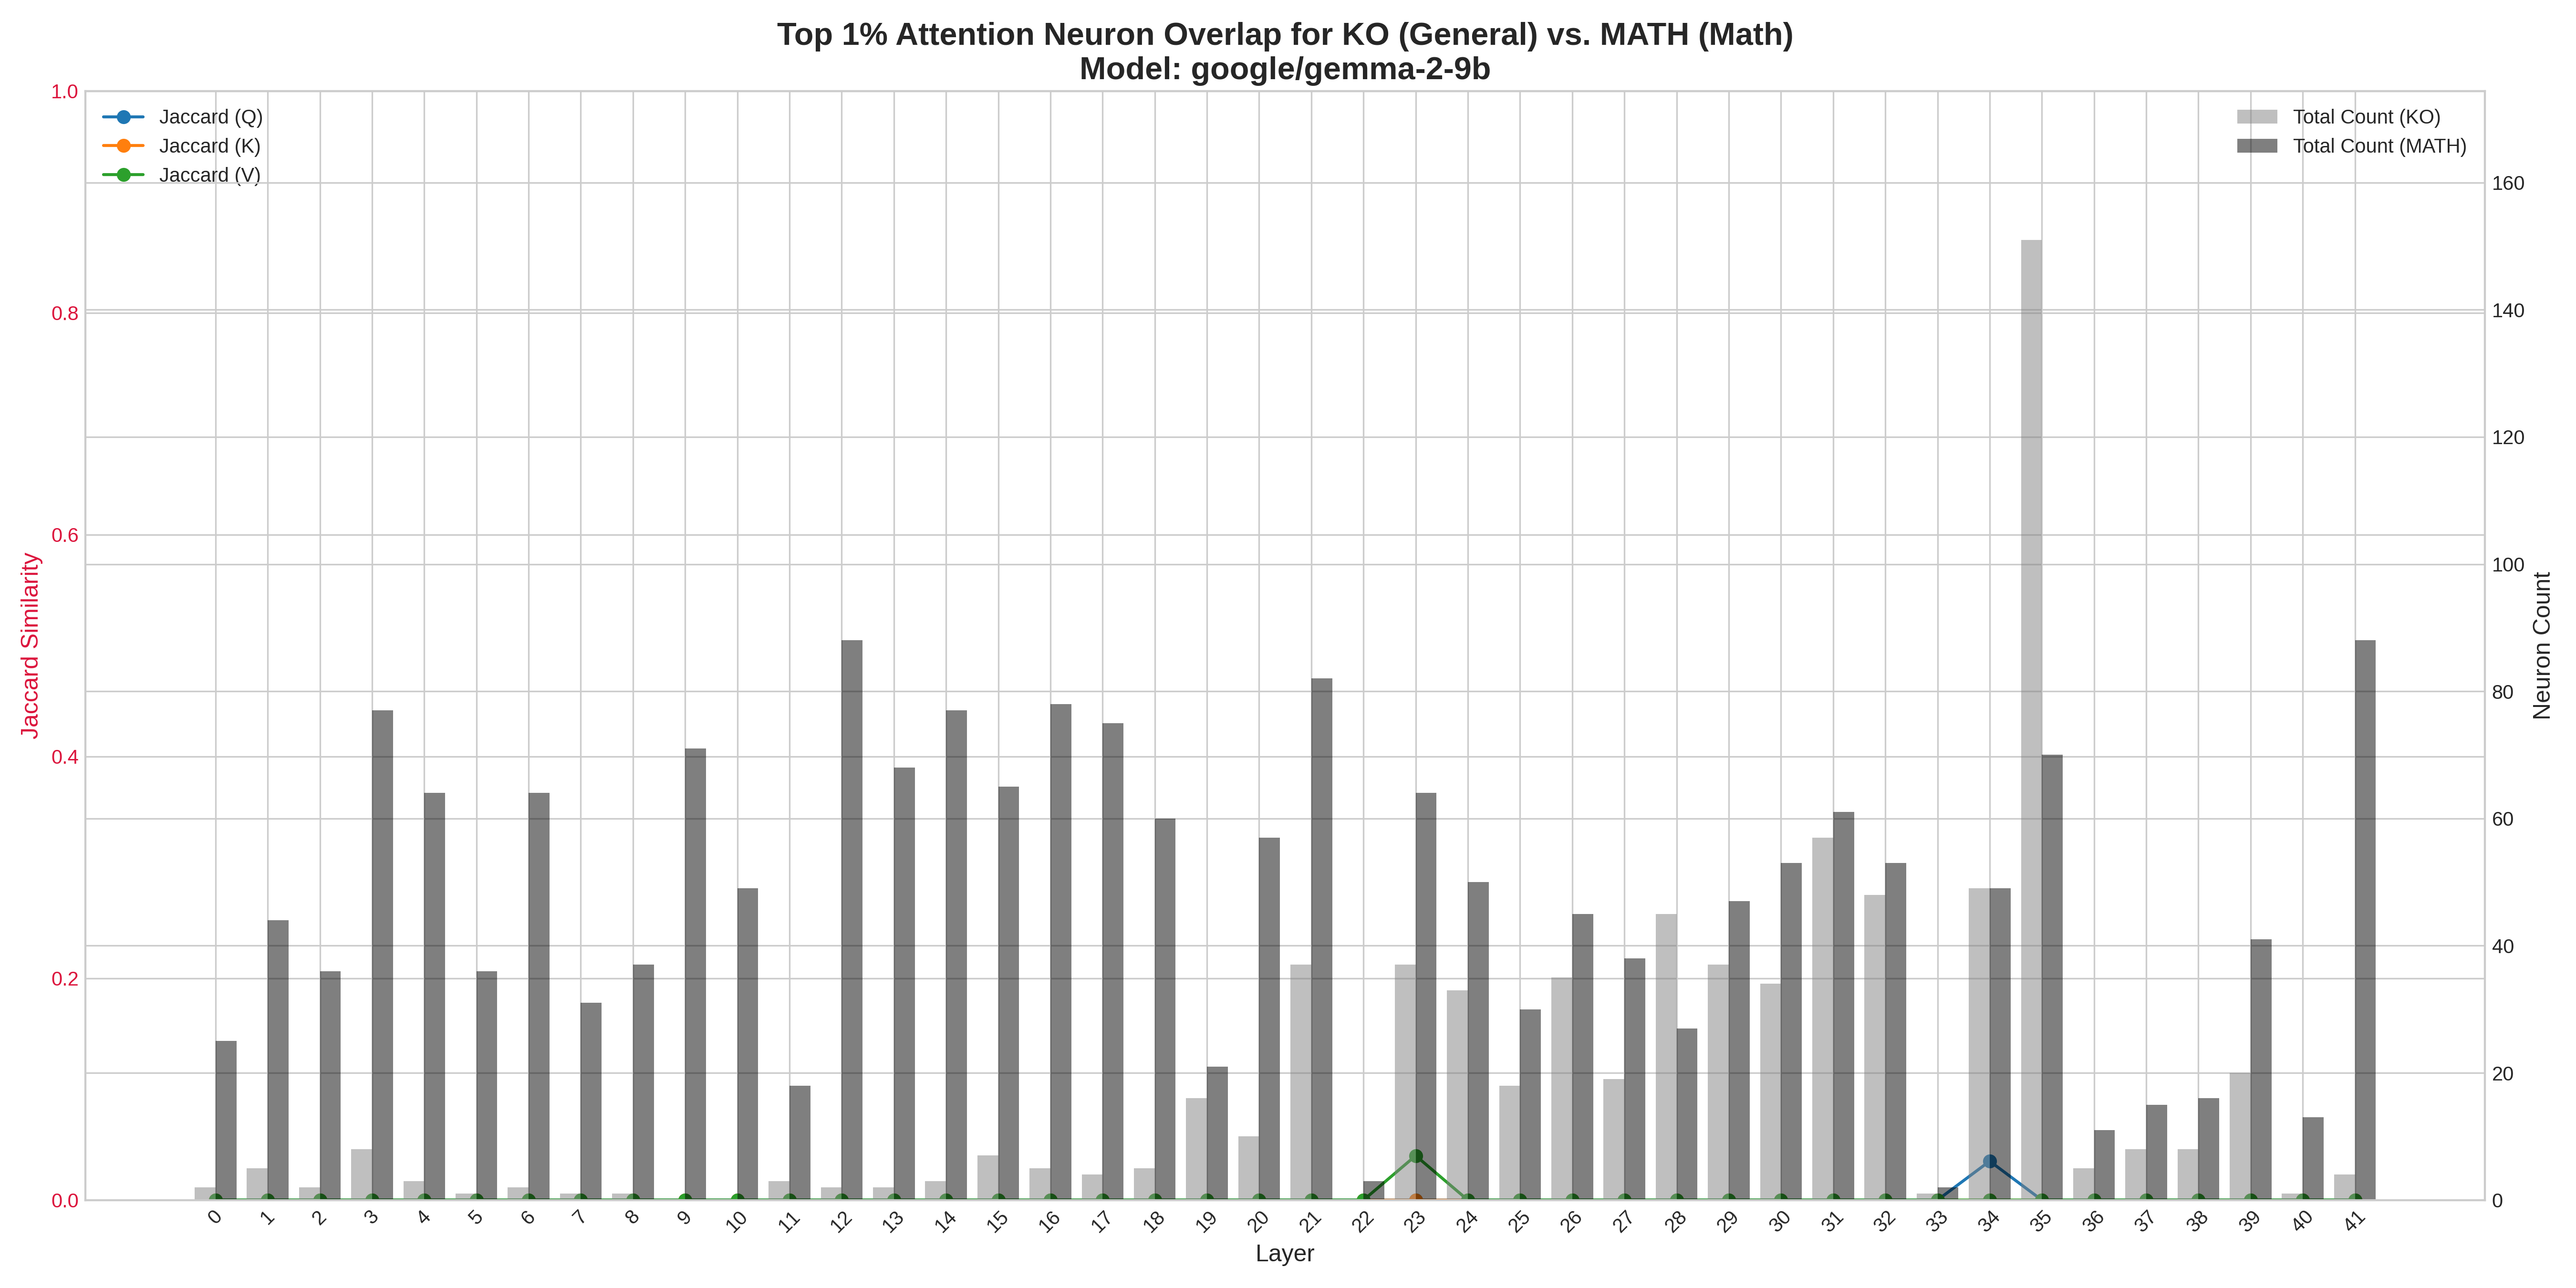 Top 1% Attention Neuron Overlap for KO (General) vs. MATH (Math)
Model: google/gemma-2-9b
Jaccard (Q)
Jaccard (K)
Jaccard (V)
Total Count (KO)
Total Count (MATH)
Jaccard Similarity
1.0
0.8
0.6
0.4
0.2
0.0
Neuron Count
160
140
120
100
80
60
40
20
0
0 1 2 3 4 5 6 7 8 9 10 11 12 13 14 15 16 17 18 19 20 21 22 23 24 25 26 27 28 29 30 31 32 33 34 35 36 37 38 39 40 41
Layer